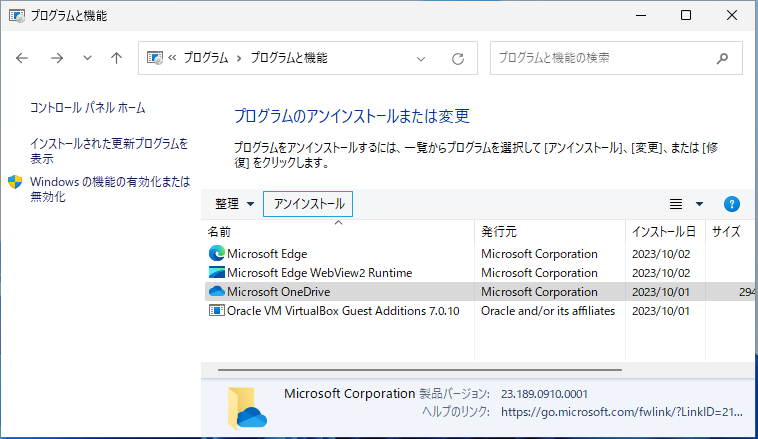 プログラムと機能
« プログラム › プログラムと機能
プログラムと機能の検索
コントロール パネル ホーム
インストールされた更新プログラムを
表示
Windows の機能の有効化または
無効化
プログラムのアンインストールまたは変更
プログラムをアンインストールするには、一覧からプログラムを選択して [アンインストール]、[変更]、または [修
復] をクリックします。
整理 アンインストール
名前 発行元 インストール日 サイズ
Microsoft Edge Microsoft Corporation 2023/10/02
Microsoft Edge WebView2 Runtime Microsoft Corporation 2023/10/02
Microsoft OneDrive Microsoft Corporation 2023/10/01 294
Oracle VM VirtualBox Guest Additions 7.0.10 Oracle and/or its affiliates 2023/10/01
Microsoft Corporation 製品バージョン: 23.189.0910.0001
ヘルプのリンク: https://go.microsoft.com/fwlink/?LinkID=21...